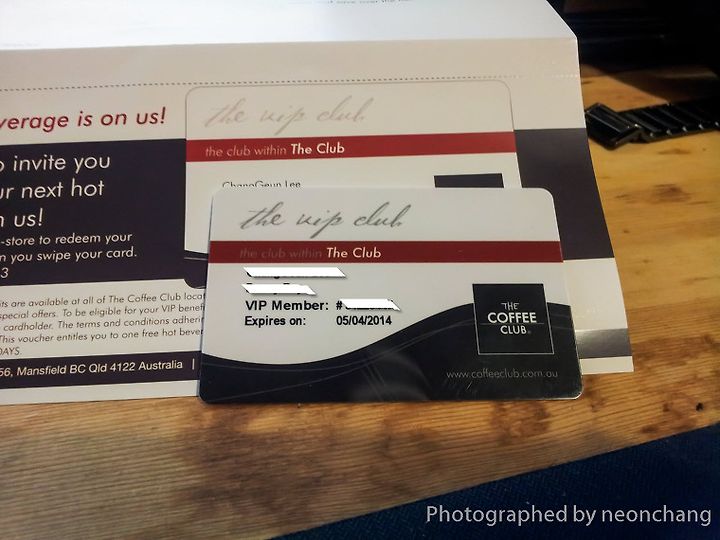 verage is on us!
the vip club
the club within The Club
ChangGeun Lee
o invite you
ur next hot
n us!
-store to redeem your
n you swipe your card.
3
its are available at all of The Coffee Club locat
special offers. To be eligible for your VIP benef
cardholder. The terms and conditions adherin
This voucher entitles you to one free hot bever
DAYS.
56, Mansfield BC Qld 4122 Australia |
the vip club
the club within The Club
VIP Member: #
Expires on: 05/04/2014
THE
COFFEE
CLUB
www.coffeeclub.com.au
Photographed by neonchang